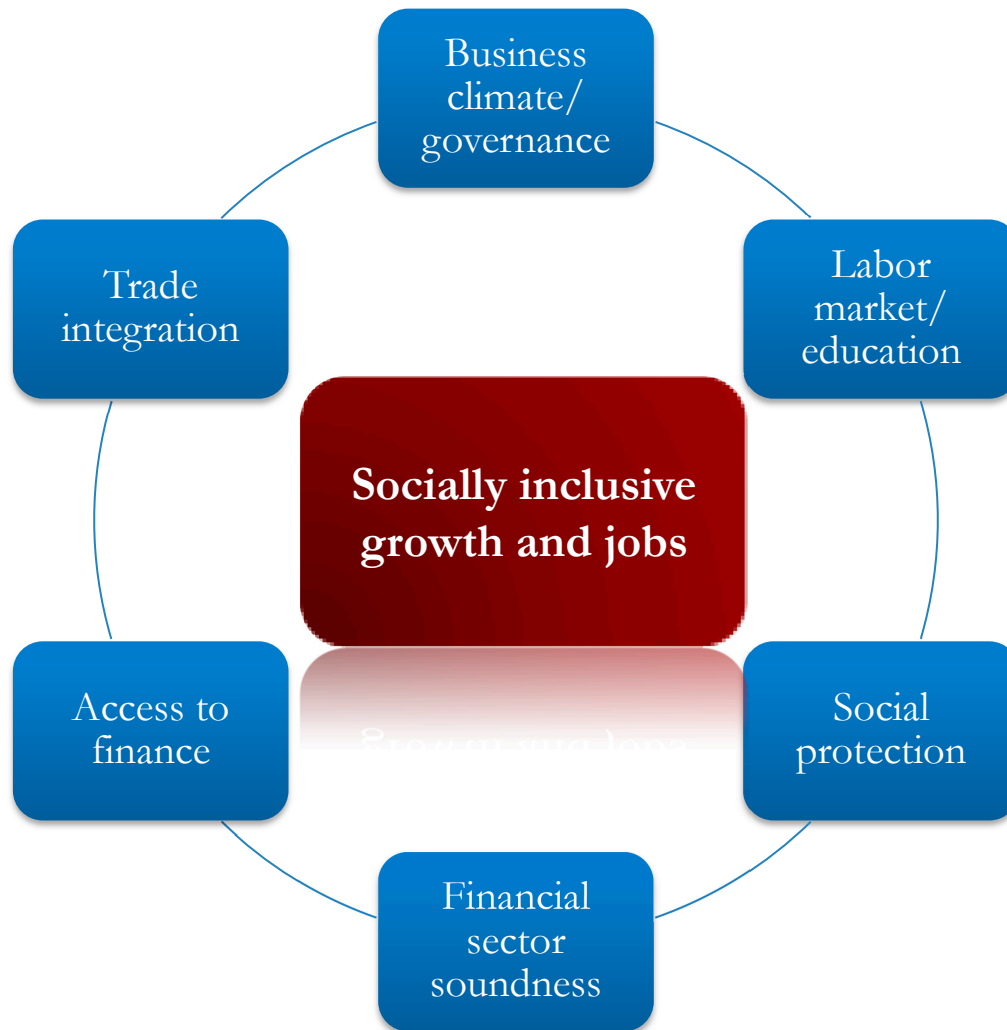 Business
climate/
governance
Labor
market/
education
Social
protection
Financial
sector
soundness
Access to
finance
Trade
integration
Socially inclusive
growth and jobs